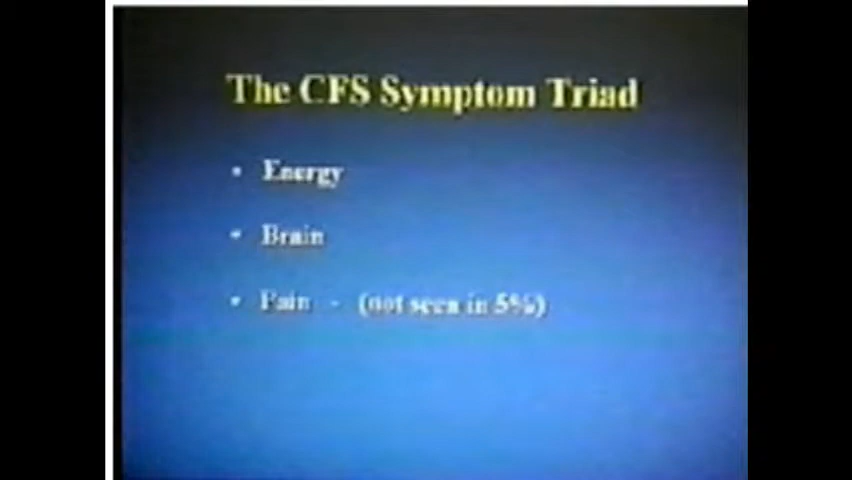 The CFS Symptom Triad
• Energy
• Brain
• Pain - (not seen in 5%)